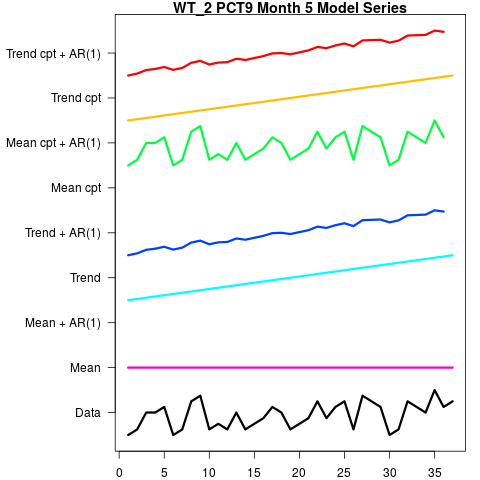 WT_2 PCT9 Month 5 Model Series
Trend cpt + AR(1)
Trend cpt
Mean cpt + AR(1)
Mean cpt
Trend + AR(1)
Trend
Mean + AR(1)
Mean
Data
0 5 10 15 20 25 30 35